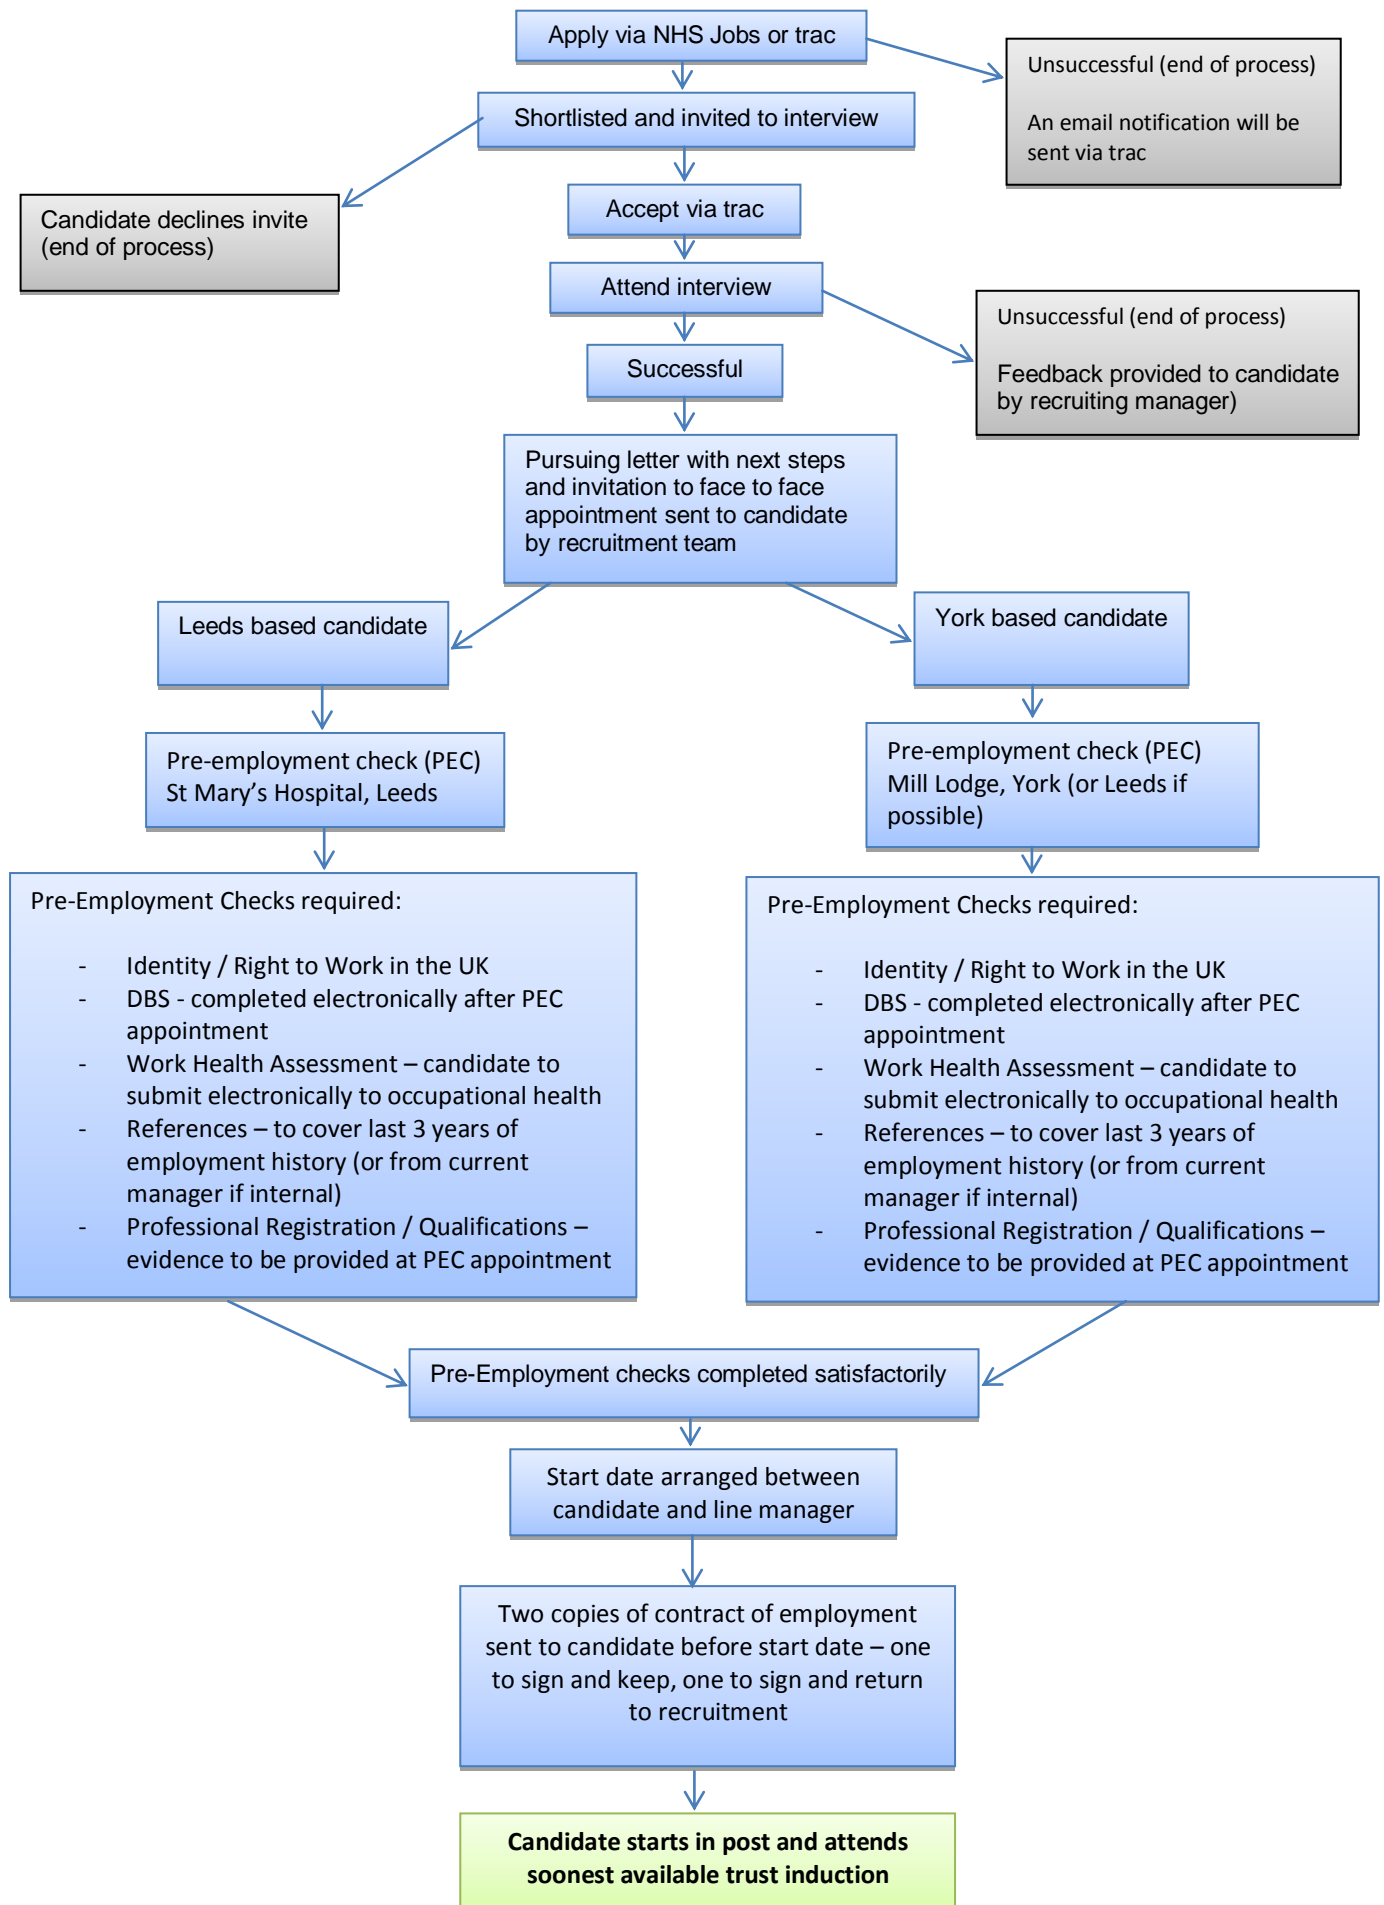 Apply via NHS Jobs or trac
Unsuccessful (end of process)
An email notification will be
sent via trac
Shortlisted and invited to interview
Candidate declines invite
(end of process)
Accept via trac
Attend interview
Unsuccessful (end of process)
Feedback provided to candidate
by recruiting manager)
Successful
Pursuing letter with next steps
and invitation to face to face
appointment sent to candidate
by recruitment team
Leeds based candidate
York based candidate
Pre-employment check (PEC)
St Mary’s Hospital, Leeds
Pre-employment check (PEC)
Mill Lodge, York (or Leeds if
possible)
Pre-Employment Checks required:
- Identity / Right to Work in the UK
- DBS - completed electronically after PEC
appointment
- Work Health Assessment – candidate to
submit electronically to occupational health
- References – to cover last 3 years of
employment history (or from current
manager if internal)
- Professional Registration / Qualifications –
evidence to be provided at PEC appointment
Pre-Employment Checks required:
- Identity / Right to Work in the UK
- DBS - completed electronically after PEC
appointment
- Work Health Assessment – candidate to
submit electronically to occupational health
- References – to cover last 3 years of
employment history (or from current
manager if internal)
- Professional Registration / Qualifications –
evidence to be provided at PEC appointment
Pre-Employment checks completed satisfactorily
Start date arranged between
candidate and line manager
Two copies of contract of employment
sent to candidate before start date – one
to sign and keep, one to sign and return
to recruitment
Candidate starts in post and attends
soonest available trust induction